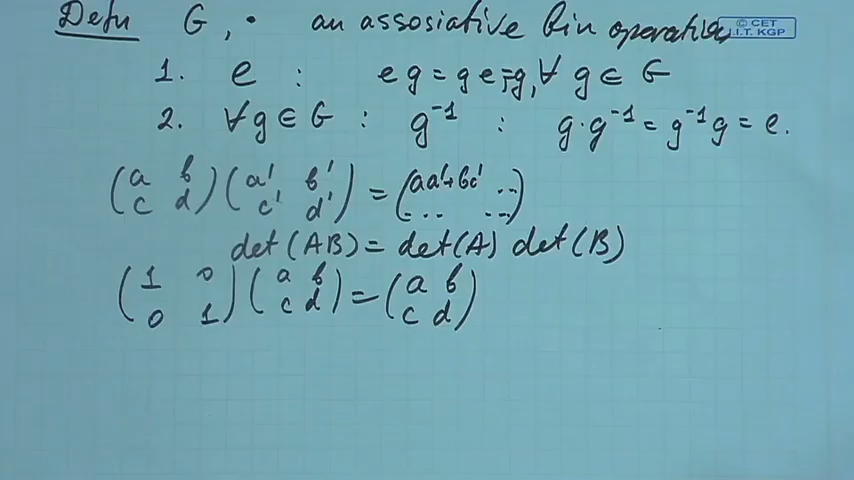 Defn G, · an assosiative bin operation
© CET
I.I.T. KGP
1. e : eg = ge = g, ∀ g ∈ G
2. ∀ g ∈ G : g⁻¹ : g·g⁻¹ = g⁻¹g = e.
(a b) (a' b') = (aa'+bc' ..)
(c d) (c' d') (... ..)
det(AB) = det(A) det(B)
(1 0) (a b) = (a b)
(0 1) (c d) (c d)